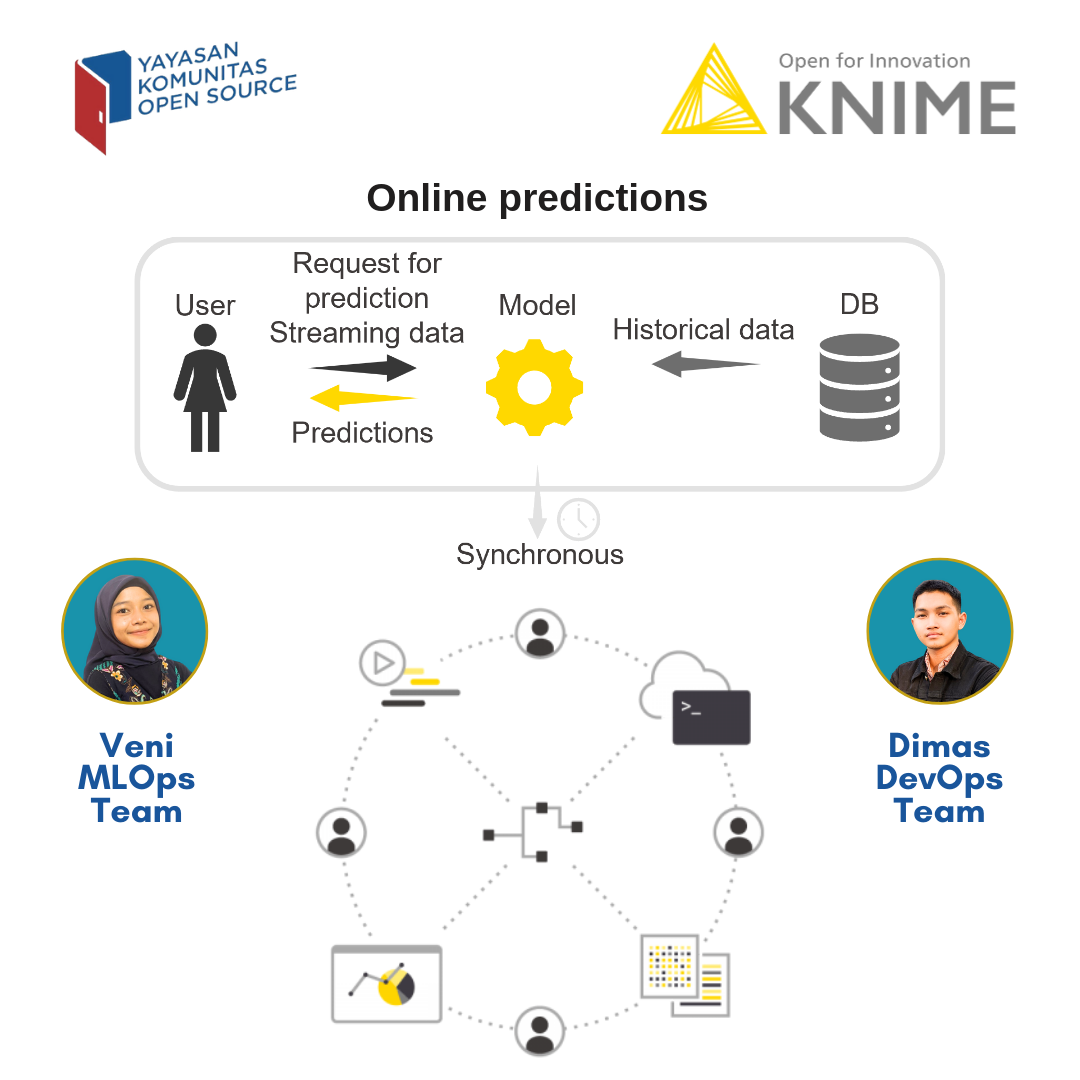 YAYASAN
KOMUNITAS
OPEN SOURCE
Open for Innovation
KNIME
Online predictions
User
Request for
prediction
Streaming data
Predictions
Model
Historical data
DB
Synchronous
Veni
MLOps
Team
Dimas
DevOps
Team
>_